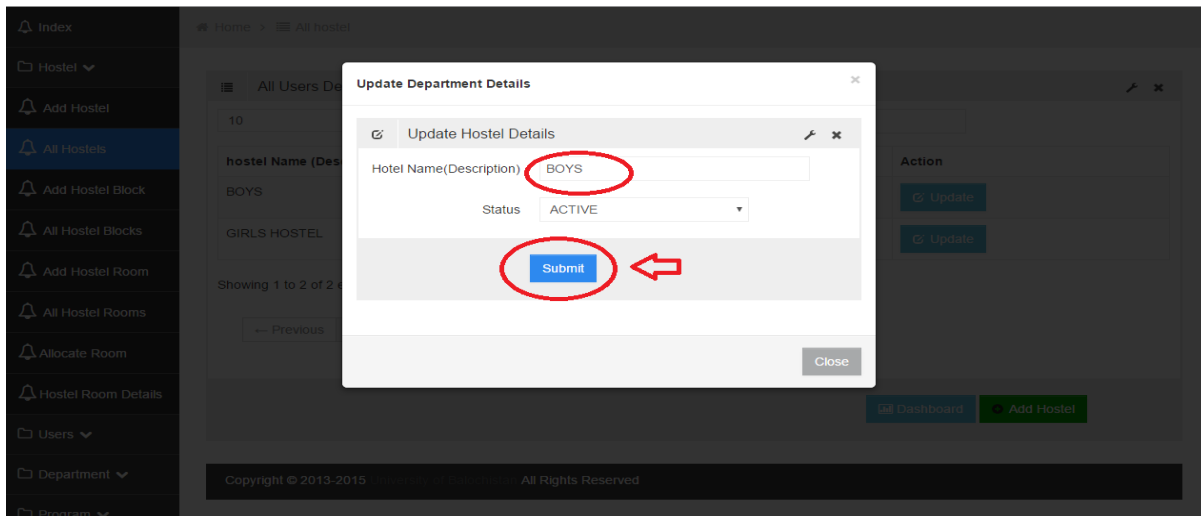 Index
Home › All hostel
Hostel
Add Hostel
All Hostels
Add Hostel Block
All Hostel Blocks
Add Hostel Room
All Hostel Rooms
Allocate Room
Hostel Room Details
Users
Department
Program
All Users De
10
hostel Name (Des
Action
BOYS
Update
GIRLS HOSTEL
Update
Showing 1 to 2 of 2 e
← Previous
Update Department Details
×
Update Hostel Details
Hotel Name(Description)
BOYS
Status
ACTIVE
Submit
Close
Dashboard
Add Hostel
Copyright © 2013-2015 University of All Rights Reserved